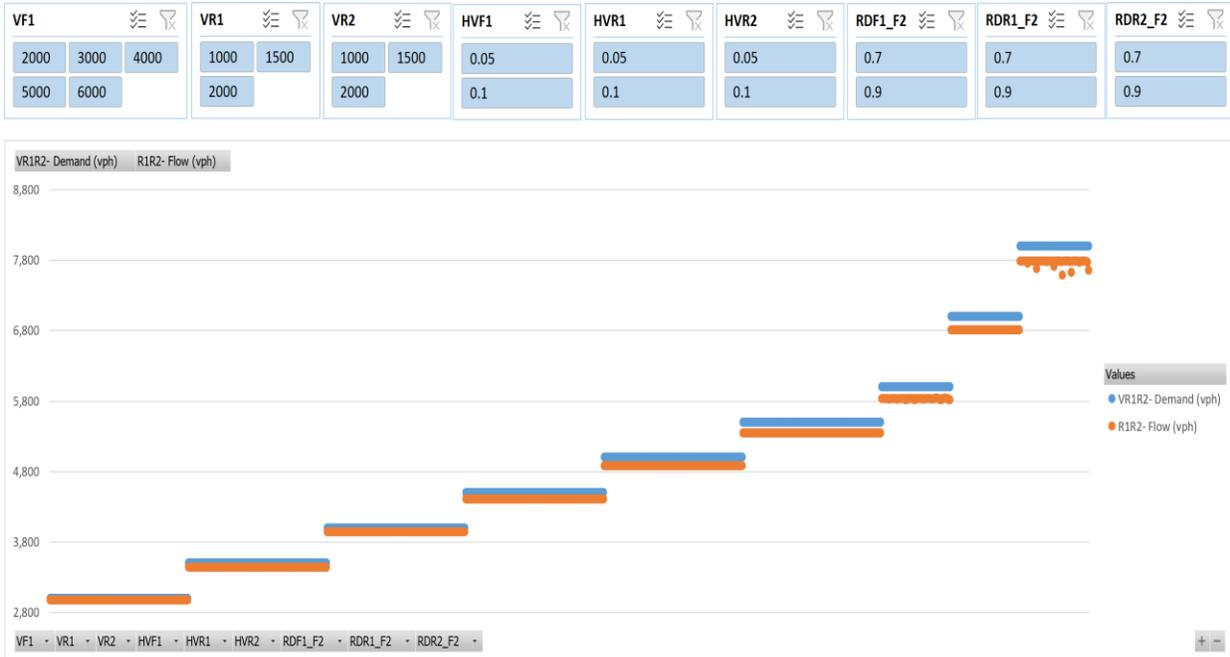 VF1 VR1 VR2 HVF1 HVR1 HVR2 RDF1_F2 RDR1_F2 RDR2_F2
2000 3000 4000 1000 1500 1000 1500 0.05 0.05 0.05 0.7 0.7 0.7
5000 6000 2000 2000 0.1 0.1 0.1 0.9 0.9 0.9
VR1R2- Demand (vph) R1R2- Flow (vph)
8,800
7,800
6,800
5,800
4,800
3,800
2,800
Values
VR1R2- Demand (vph)
R1R2- Flow (vph)
VF1 VR1 VR2 HVF1 HVR1 HVR2 RDF1_F2 RDR1_F2 RDR2_F2
+ −